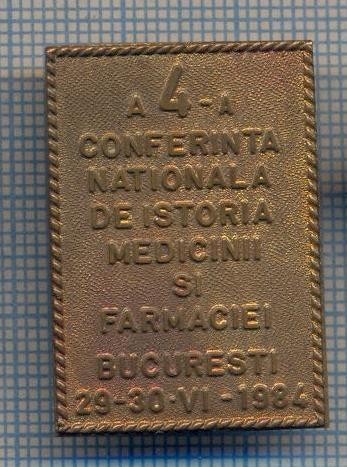 A 4-A
CONFERINTA
NATIONALA
DE ISTORIA
MEDICINII
SI
FARMACIEI
BUCURESTI
29-30·VI-1984